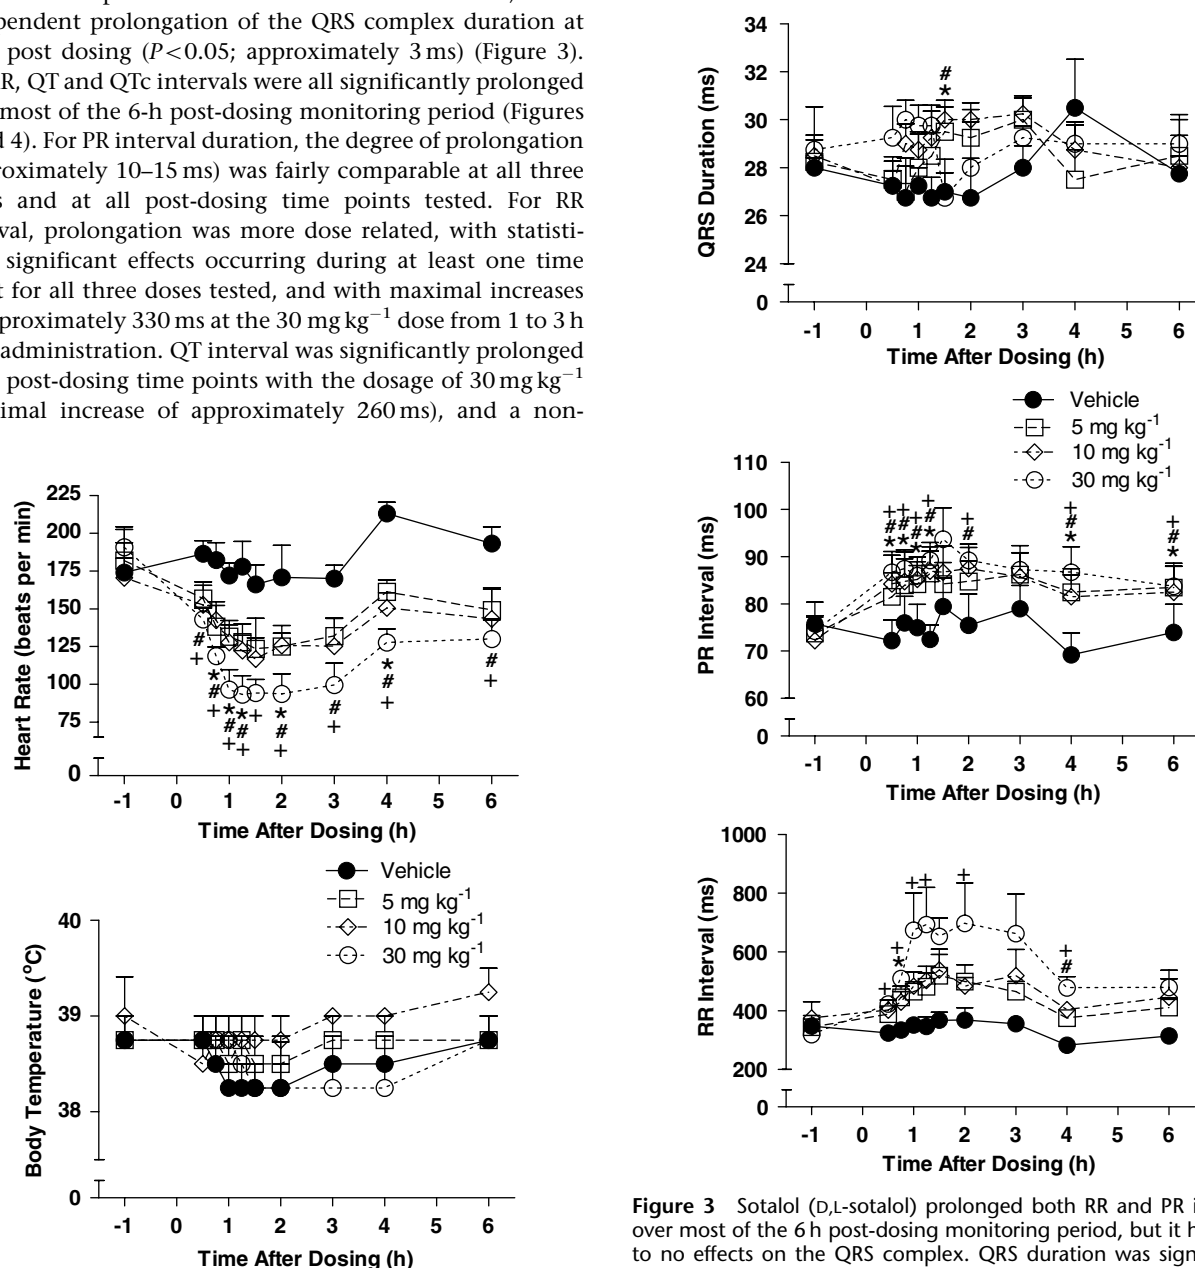 pendent prolongation of the QRS complex duration at
post dosing (P<0.05; approximately 3 ms) (Figure 3).
R, QT and QTc intervals were all significantly prolonged
most of the 6-h post-dosing monitoring period (Figures
4). For PR interval duration, the degree of prolongation
roximately 10–15 ms) was fairly comparable at all three
s and at all post-dosing time points tested. For RR
val, prolongation was more dose related, with statisti-
significant effects occurring during at least one time
t for all three doses tested, and with maximal increases
pproximately 330 ms at the 30 mg kg−1 dose from 1 to 3 h
administration. QT interval was significantly prolonged
post-dosing time points with the dosage of 30 mg kg−1
imal increase of approximately 260 ms), and a non-
Heart Rate (beats per min)
225
200
175
150
125
100
75
0
-1 0 1 2 3 4 5 6
Time After Dosing (h)
Vehicle
5 mg kg-1
10 mg kg-1
30 mg kg-1
Body Temperature (oC)
40
39
38
0
-1 0 1 2 3 4 5 6
Time After Dosing (h)
QRS Duration (ms)
34
32
30
28
26
24
0
# *
-1 0 1 2 3 4 5 6
Time After Dosing (h)
Vehicle
5 mg kg-1
10 mg kg-1
30 mg kg-1
PR Interval (ms)
110
100
90
80
70
60
0
-1 0 1 2 3 4 5 6
Time After Dosing (h)
RR Interval (ms)
1000
800
600
400
200
0
-1 0 1 2 3 4 5 6
Time After Dosing (h)
Figure 3 Sotalol (D,L-sotalol) prolonged both RR and PR i
over most of the 6 h post-dosing monitoring period, but it h
to no effects on the QRS complex. QRS duration was sign